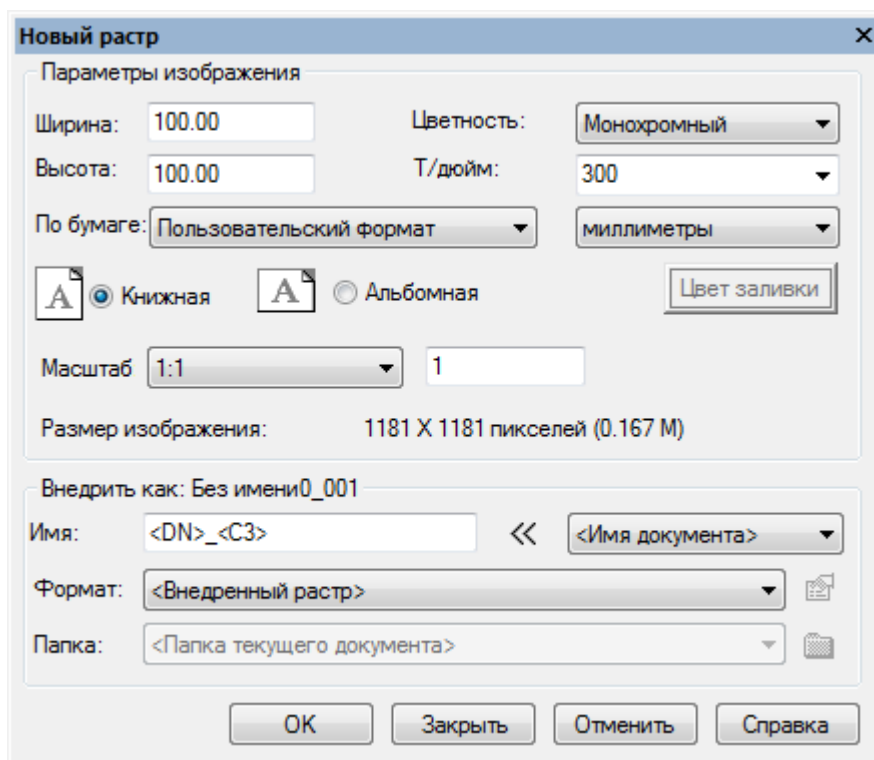 Новый растр
Параметры изображения
Ширина: 100.00 Цветность: Монохромный
Высота: 100.00 Т/дюйм: 300
По бумаге: Пользовательский формат миллиметры
A Книжная A Альбомная Цвет заливки
Масштаб 1:1 1
Размер изображения: 1181 X 1181 пикселей (0.167 M)
Внедрить как: Без имени0_001
Имя: <DN>_<C3> << <Имя документа>
Формат: <Внедренный растр>
Папка: <Папка текущего документа>
OK Закрыть Отменить Справка